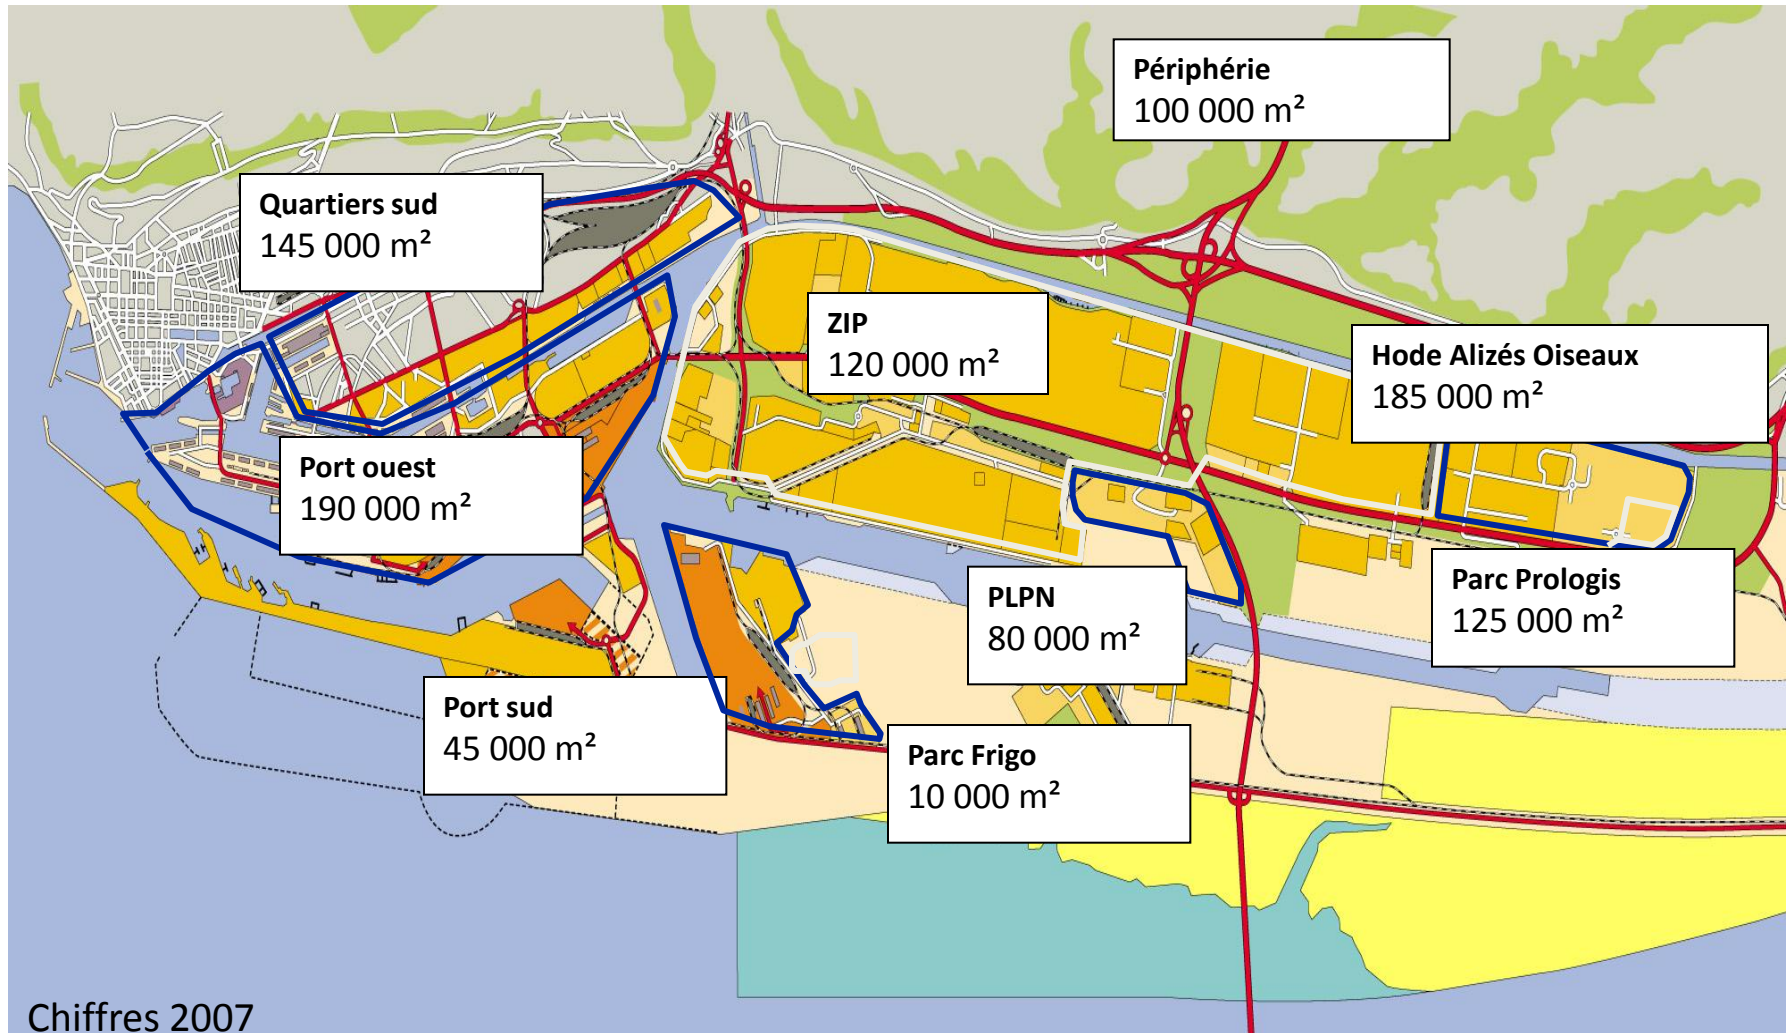 Périphérie
100 000 m²
Quartiers sud
145 000 m²
ZIP
120 000 m²
Hode Alizés Oiseaux
185 000 m²
Port ouest
190 000 m²
Parc Prologis
125 000 m²
PLPN
80 000 m²
Port sud
45 000 m²
Parc Frigo
10 000 m²
Chiffres 2007